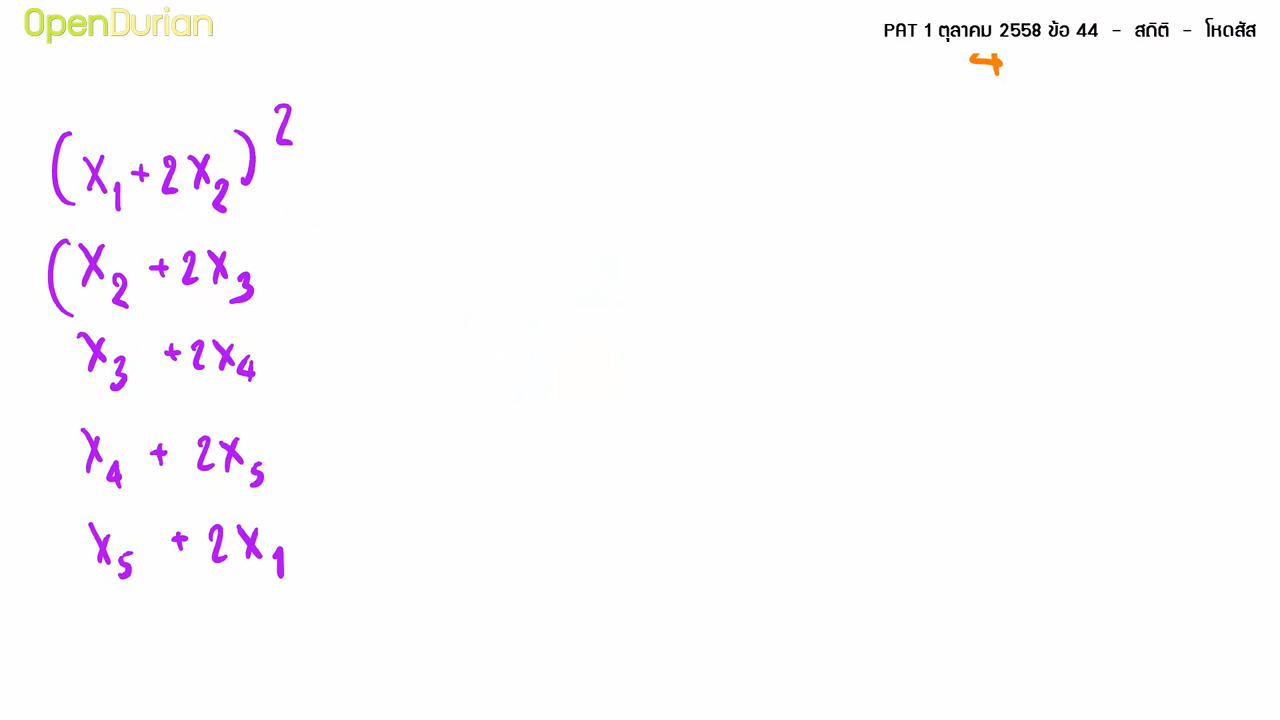 OpenDurian
PAT 1 ตุลาคม 2558 ข้อ 44 - สถิติ - โหดสัส
4
(x₁ + 2x₂)²
(x₂ + 2x₃
x₃ + 2x₄
x₄ + 2x₅
x₅ + 2x₁